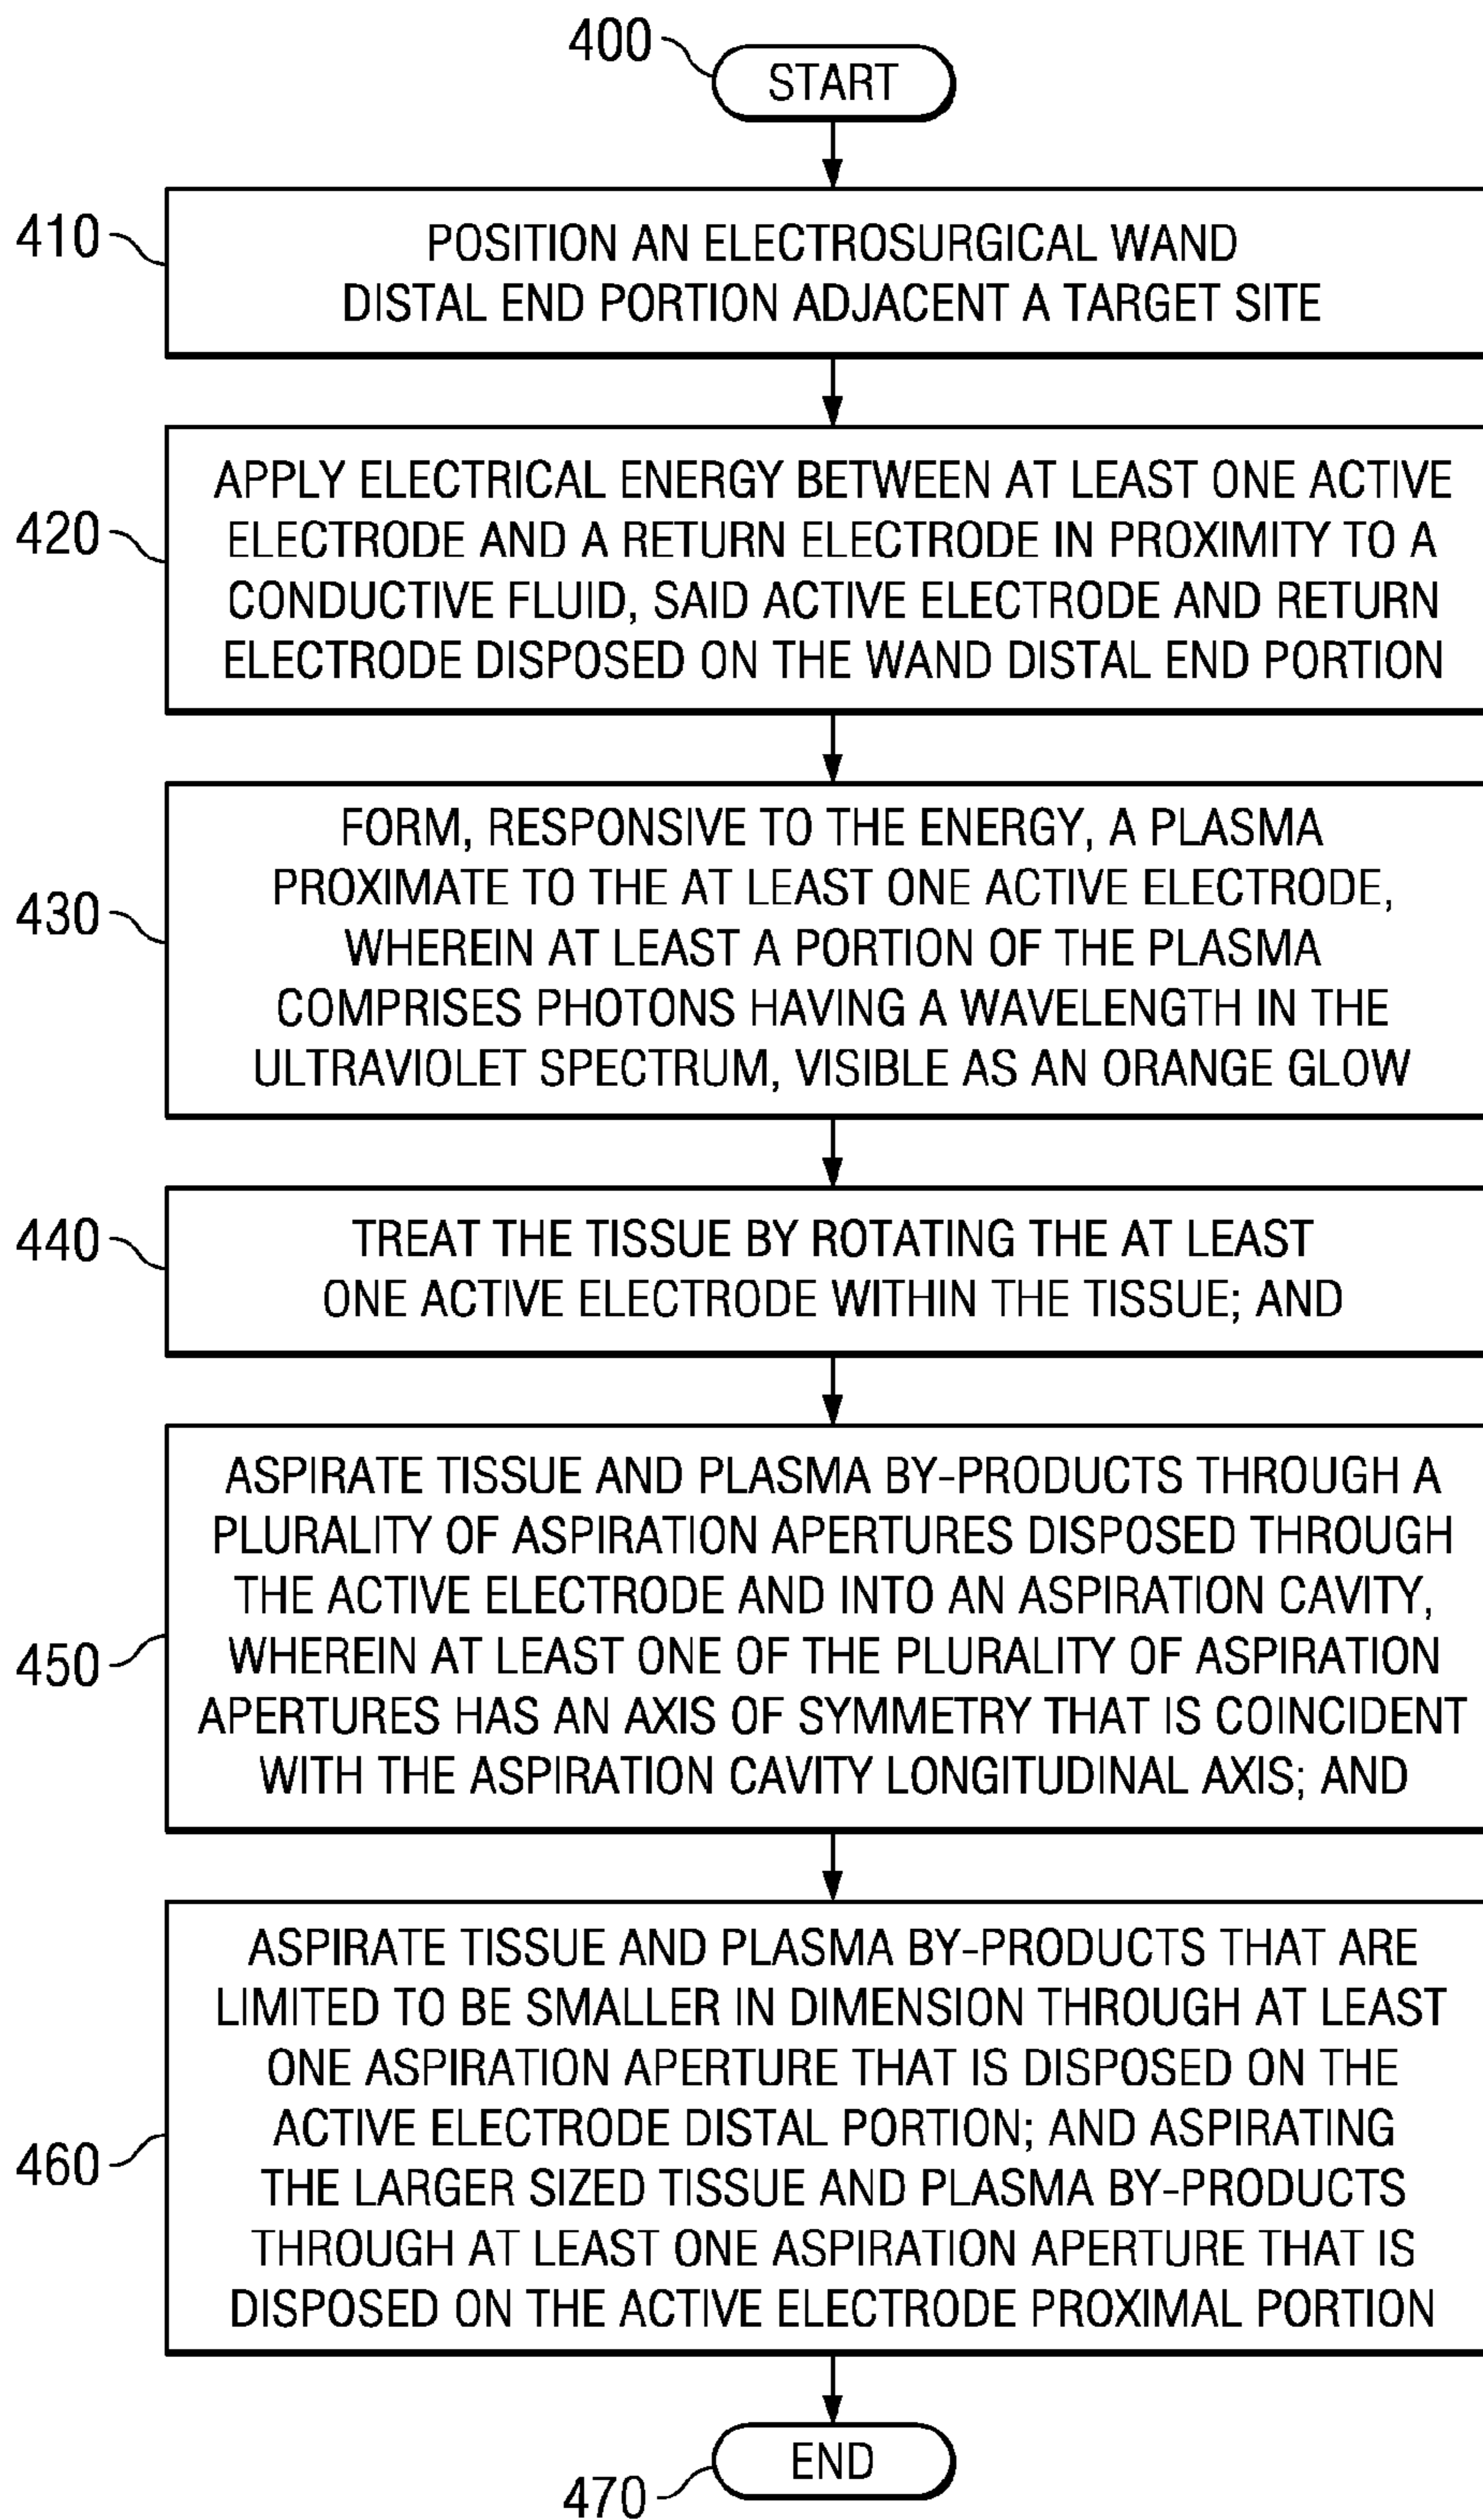 400
START
410
POSITION AN ELECTROSURGICAL WAND
DISTAL END PORTION ADJACENT A TARGET SITE
420
APPLY ELECTRICAL ENERGY BETWEEN AT LEAST ONE ACTIVE
ELECTRODE AND A RETURN ELECTRODE IN PROXIMITY TO A
CONDUCTIVE FLUID, SAID ACTIVE ELECTRODE AND RETURN
ELECTRODE DISPOSED ON THE WAND DISTAL END PORTION
430
FORM, RESPONSIVE TO THE ENERGY, A PLASMA
PROXIMATE TO THE AT LEAST ONE ACTIVE ELECTRODE,
WHEREIN AT LEAST A PORTION OF THE PLASMA
COMPRISES PHOTONS HAVING A WAVELENGTH IN THE
ULTRAVIOLET SPECTRUM, VISIBLE AS AN ORANGE GLOW
440
TREAT THE TISSUE BY ROTATING THE AT LEAST
ONE ACTIVE ELECTRODE WITHIN THE TISSUE; AND
450
ASPIRATE TISSUE AND PLASMA BY-PRODUCTS THROUGH A
PLURALITY OF ASPIRATION APERTURES DISPOSED THROUGH
THE ACTIVE ELECTRODE AND INTO AN ASPIRATION CAVITY,
WHEREIN AT LEAST ONE OF THE PLURALITY OF ASPIRATION
APERTURES HAS AN AXIS OF SYMMETRY THAT IS COINCIDENT
WITH THE ASPIRATION CAVITY LONGITUDINAL AXIS; AND
460
ASPIRATE TISSUE AND PLASMA BY-PRODUCTS THAT ARE
LIMITED TO BE SMALLER IN DIMENSION THROUGH AT LEAST
ONE ASPIRATION APERTURE THAT IS DISPOSED ON THE
ACTIVE ELECTRODE DISTAL PORTION; AND ASPIRATING
THE LARGER SIZED TISSUE AND PLASMA BY-PRODUCTS
THROUGH AT LEAST ONE ASPIRATION APERTURE THAT IS
DISPOSED ON THE ACTIVE ELECTRODE PROXIMAL PORTION
END
470